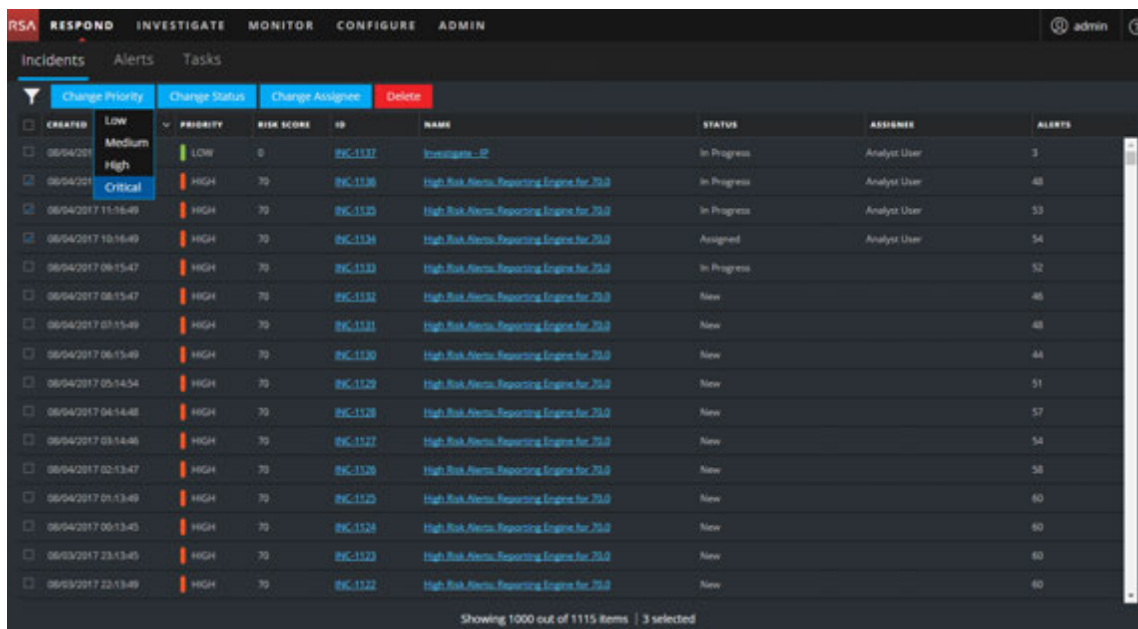 RSA RESPOND INVESTIGATE MONITOR CONFIGURE ADMIN admin
Incidents Alerts Tasks
Change Priority Change Status Change Assignee Delete
Low
Medium
High
Critical
CREATED PRIORITY RISK SCORE ID NAME STATUS ASSIGNEE ALERTS
08/04/201 LOW 0 INC-1137 Investigate - IP In Progress Analyst User 3
08/04/201 HIGH 70 INC-1136 High Risk Alerts: Reporting Engine for 70.0 In Progress Analyst User 48
08/04/2017 11:16:49 HIGH 70 INC-1135 High Risk Alerts: Reporting Engine for 70.0 In Progress Analyst User 53
08/04/2017 10:16:49 HIGH 70 INC-1134 High Risk Alerts: Reporting Engine for 70.0 Assigned Analyst User 54
08/04/2017 09:15:47 HIGH 70 INC-1133 High Risk Alerts: Reporting Engine for 70.0 In Progress 52
08/04/2017 08:15:47 HIGH 70 INC-1132 High Risk Alerts: Reporting Engine for 70.0 New 46
08/04/2017 07:15:49 HIGH 70 INC-1131 High Risk Alerts: Reporting Engine for 70.0 New 48
08/04/2017 06:15:49 HIGH 70 INC-1130 High Risk Alerts: Reporting Engine for 70.0 New 44
08/04/2017 05:14:54 HIGH 70 INC-1129 High Risk Alerts: Reporting Engine for 70.0 New 51
08/04/2017 04:14:48 HIGH 70 INC-1128 High Risk Alerts: Reporting Engine for 70.0 New 57
08/04/2017 03:14:46 HIGH 70 INC-1127 High Risk Alerts: Reporting Engine for 70.0 New 54
08/04/2017 02:13:47 HIGH 70 INC-1126 High Risk Alerts: Reporting Engine for 70.0 New 58
08/04/2017 01:13:49 HIGH 70 INC-1125 High Risk Alerts: Reporting Engine for 70.0 New 60
08/04/2017 00:13:45 HIGH 70 INC-1124 High Risk Alerts: Reporting Engine for 70.0 New 60
08/03/2017 23:13:45 HIGH 70 INC-1123 High Risk Alerts: Reporting Engine for 70.0 New 60
08/03/2017 22:13:49 HIGH 70 INC-1122 High Risk Alerts: Reporting Engine for 70.0 New 60
Showing 1000 out of 1115 items | 3 selected